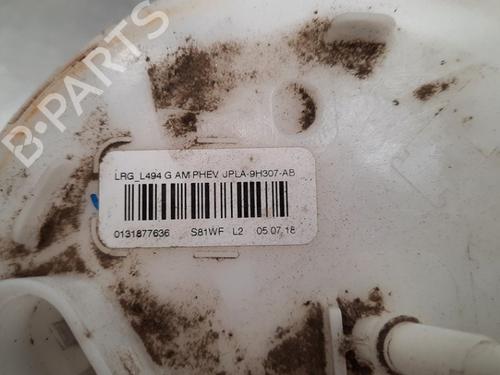 B-PARTS
LRG_L494 G AM PHEV JPLA-9H307-AB
0131877636 S81WF L2 05.07.18